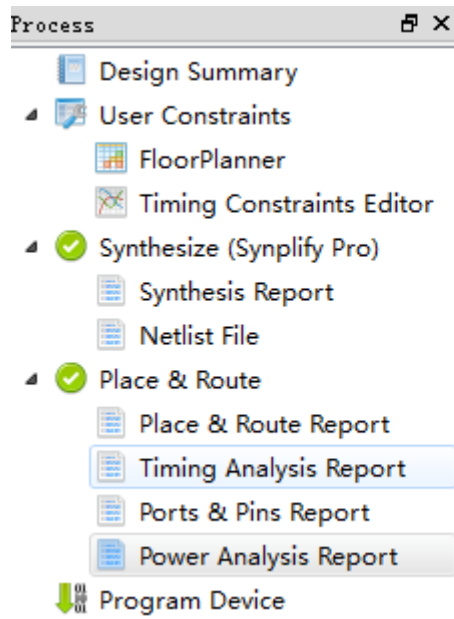 Process
Design Summary
User Constraints
FloorPlanner
Timing Constraints Editor
Synthesize (Synplify Pro)
Synthesis Report
Netlist File
Place & Route
Place & Route Report
Timing Analysis Report
Ports & Pins Report
Power Analysis Report
Program Device